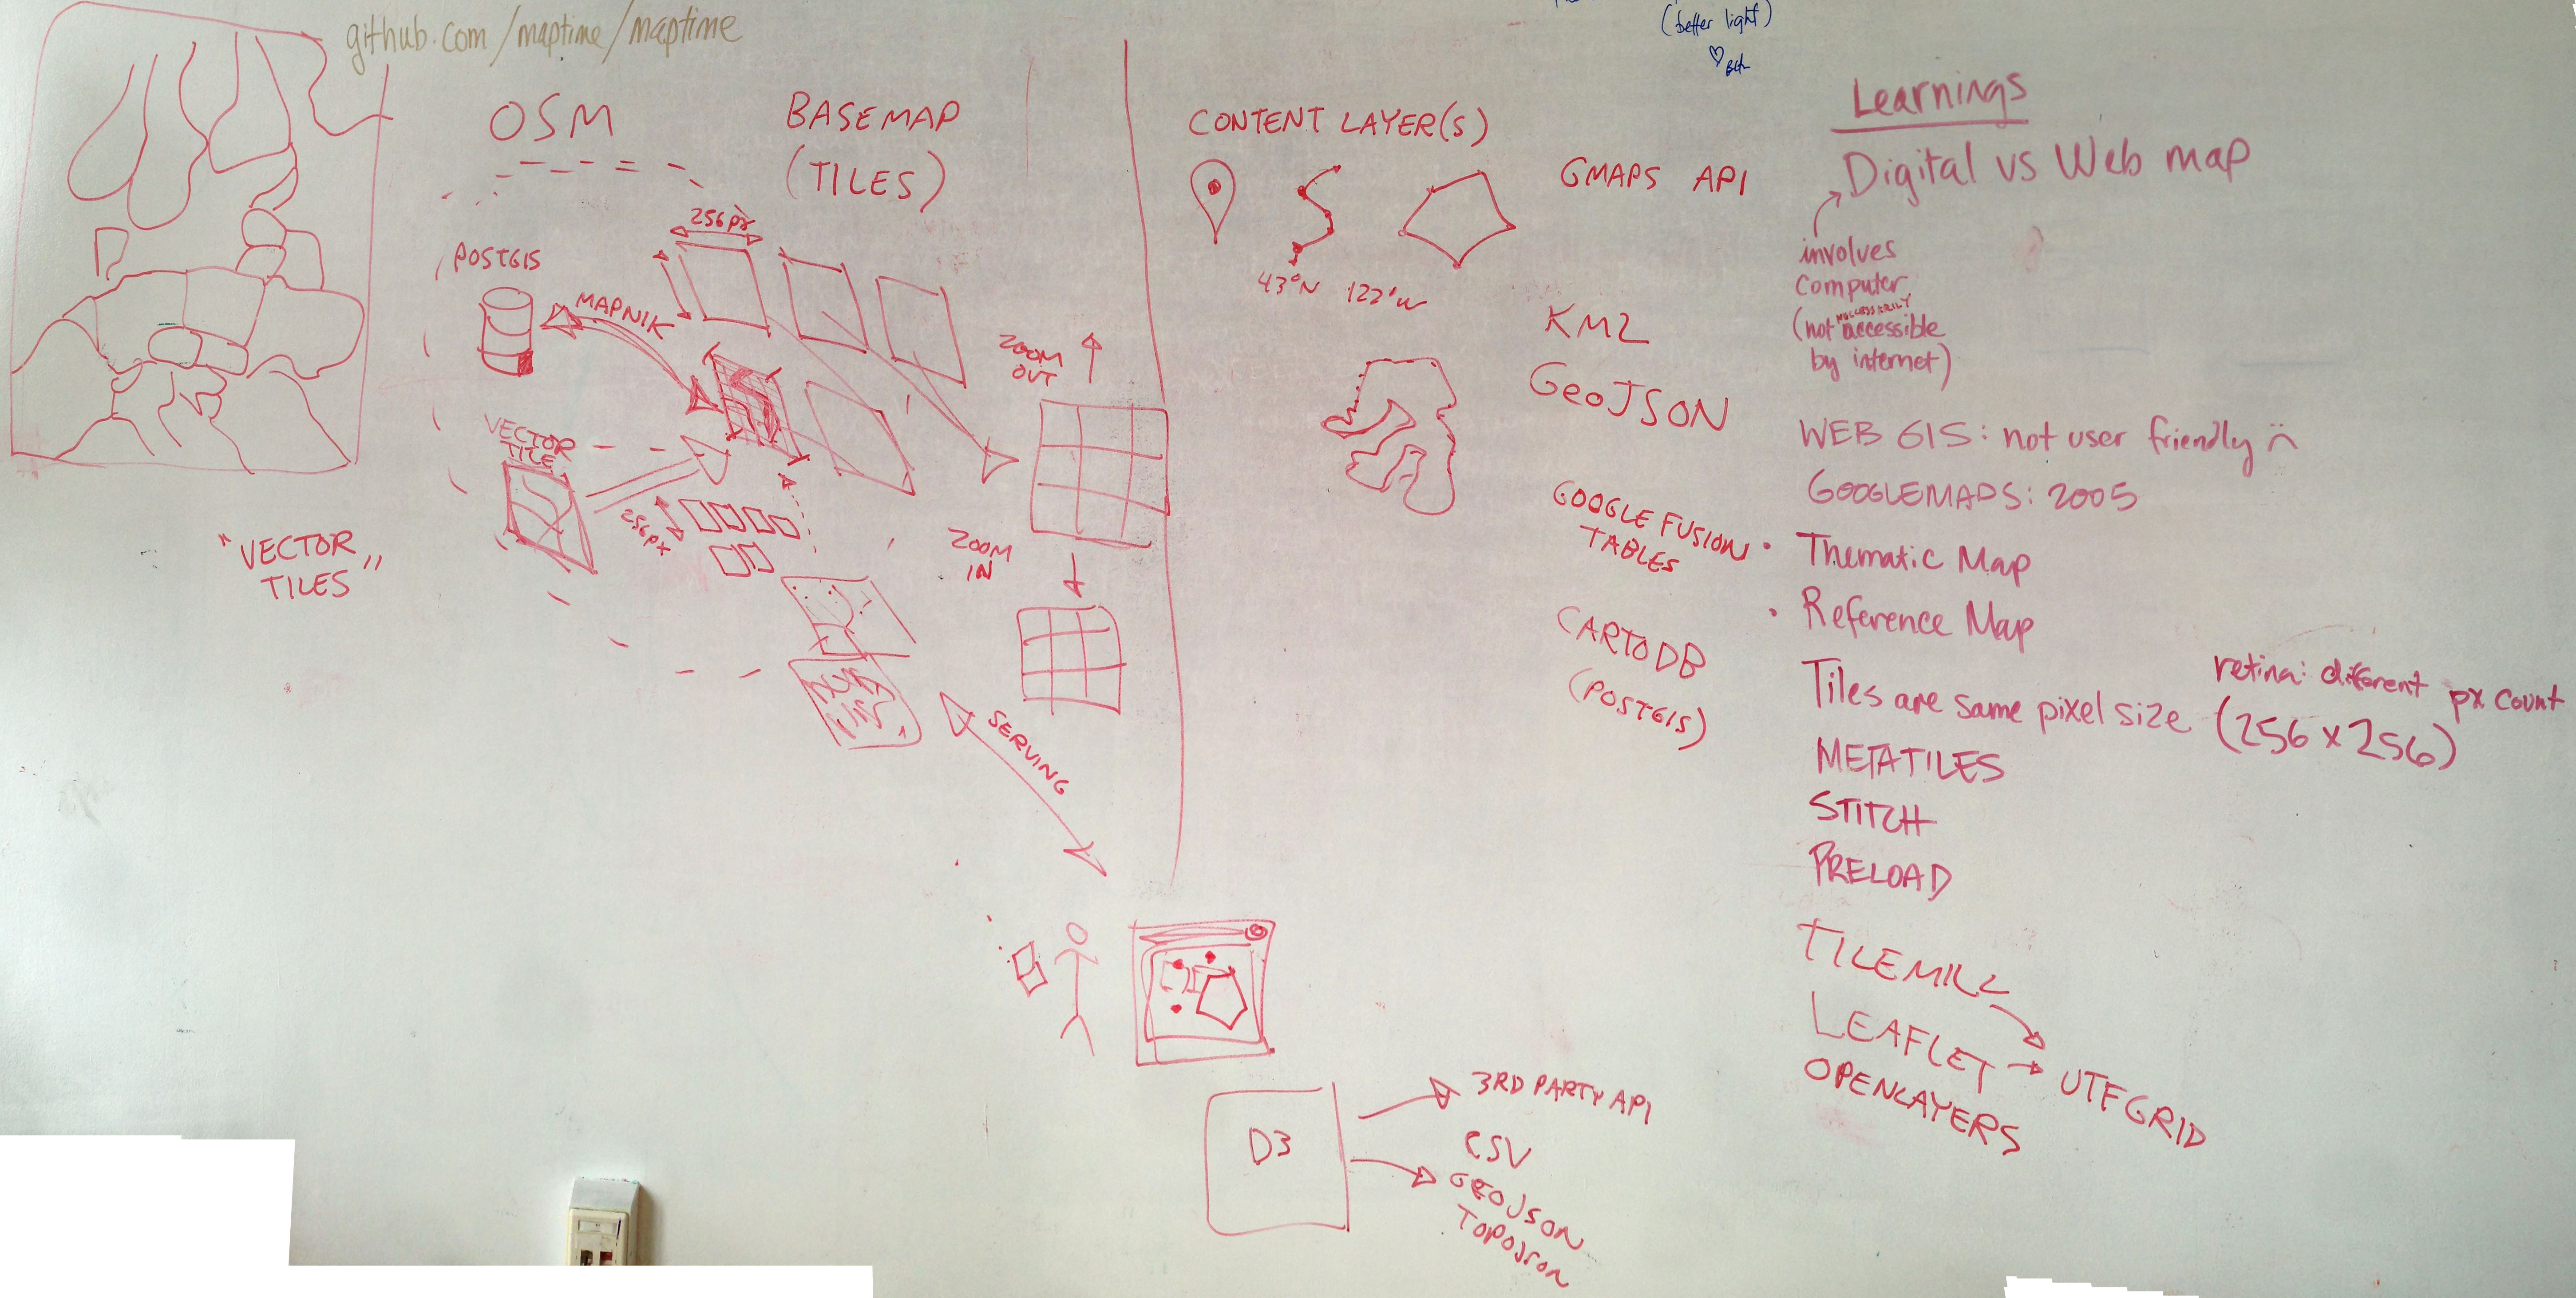 github.com/maptime/maptime
(better light)
♡ Beth
OSM
BASEMAP
(TILES)
256px
POSTGIS
MAPNIK
VECTOR
TILE
256px
ZOOM
OUT
ZOOM
IN
"VECTOR
TILES"
SERVING
CONTENT LAYER(S)
43°N 122°W
GMAPS API
KML
GeoJSON
GOOGLE FUSION
TABLES
CARTODB
(POSTGIS)
D3
3RD PARTY API
CSV
GEOJSON
TOPOJSON
Learnings
Digital vs Web map
involves
Computer
NECESSARILY
(not accessible
by internet)
WEB GIS: not user friendly :(
GOOGLEMAPS: 2005
• Thematic Map
• Reference Map
retina: different px count
Tiles are same pixel size (256 x 256)
METATILES
STITCH
PRELOAD
TILEMILL
LEAFLET → UTFGRID
OPENLAYERS